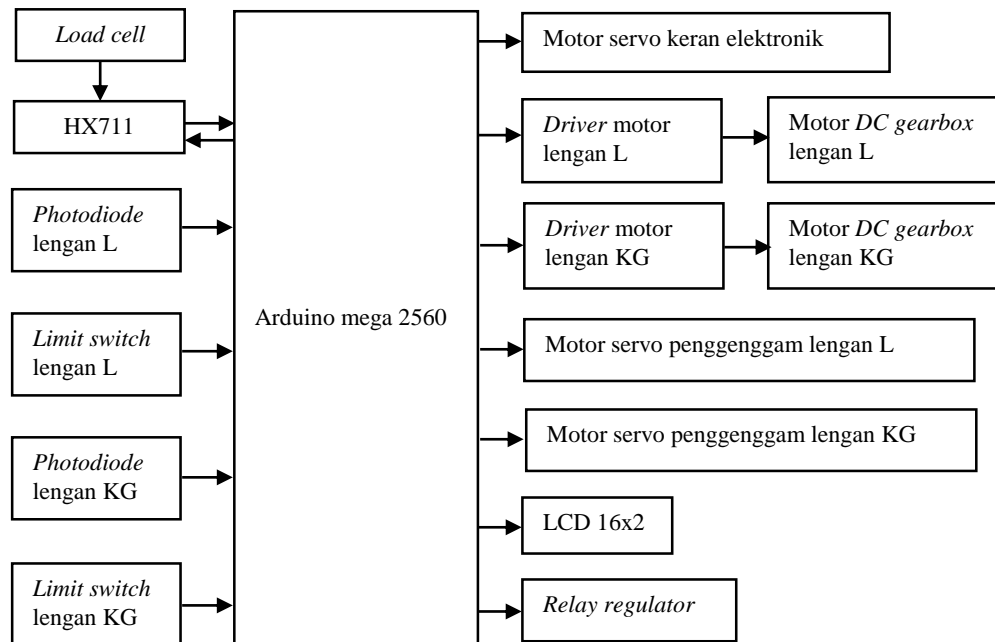 Load cell
HX711
Photodiode
lengan L
Limit switch
lengan L
Photodiode
lengan KG
Limit switch
lengan KG
Arduino mega 2560
Motor servo keran elektronik
Driver motor
lengan L
Motor DC gearbox
lengan L
Driver motor
lengan KG
Motor DC gearbox
lengan KG
Motor servo penggenggam lengan L
Motor servo penggenggam lengan KG
LCD 16x2
Relay regulator